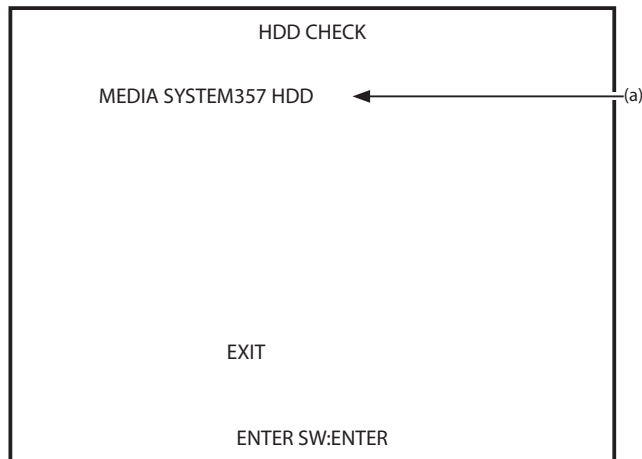 HDD CHECK
MEDIA SYSTEM357 HDD
(a)
EXIT
ENTER SW:ENTER